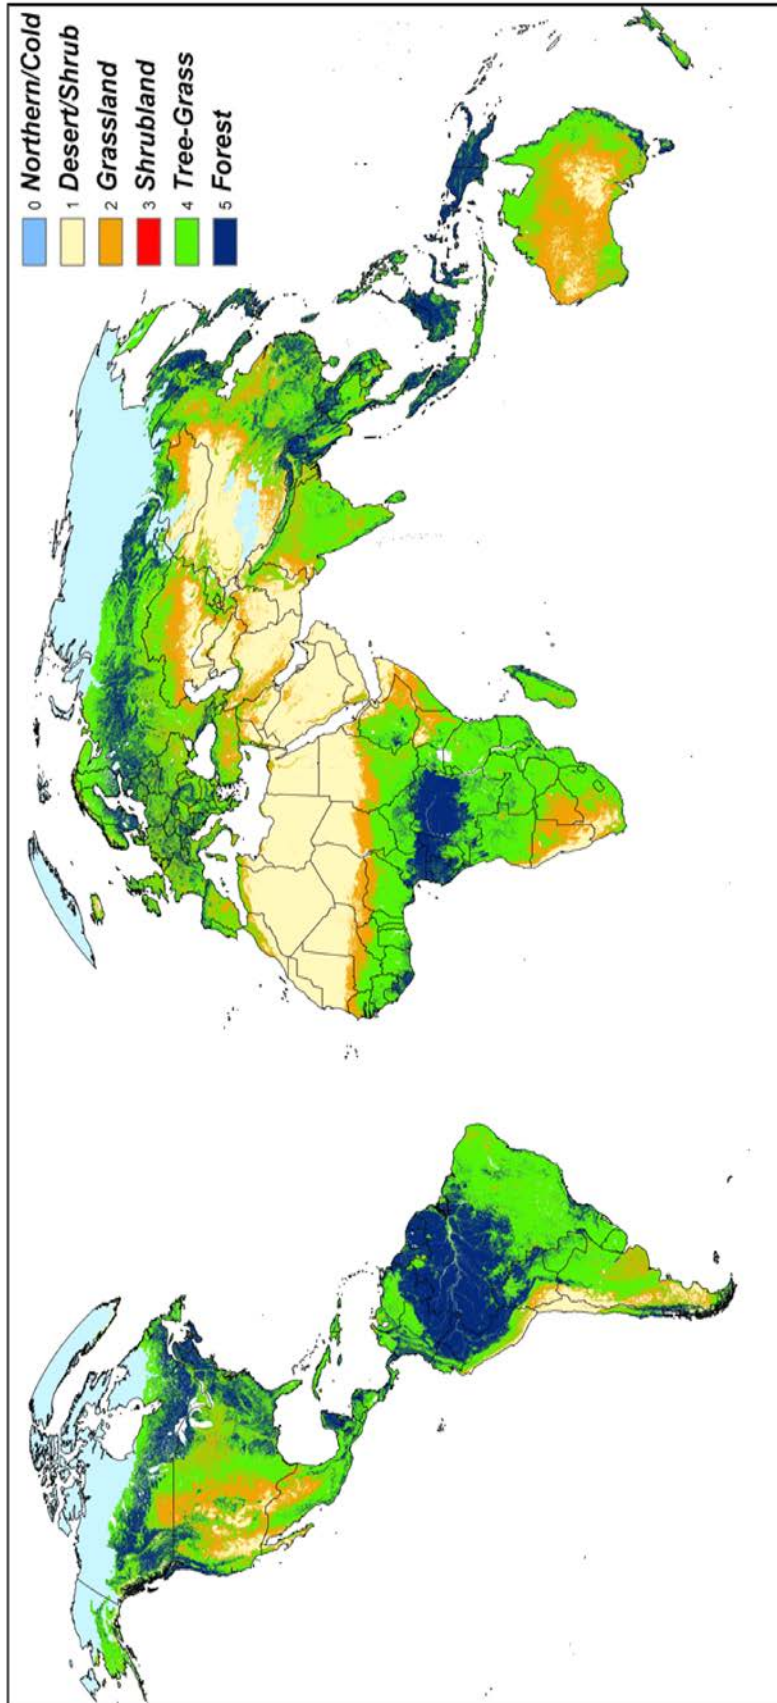 0 Northern/Cold
1 Desert/Shrub
2 Grassland
3 Shrubland
4 Tree-Grass
5 Forest